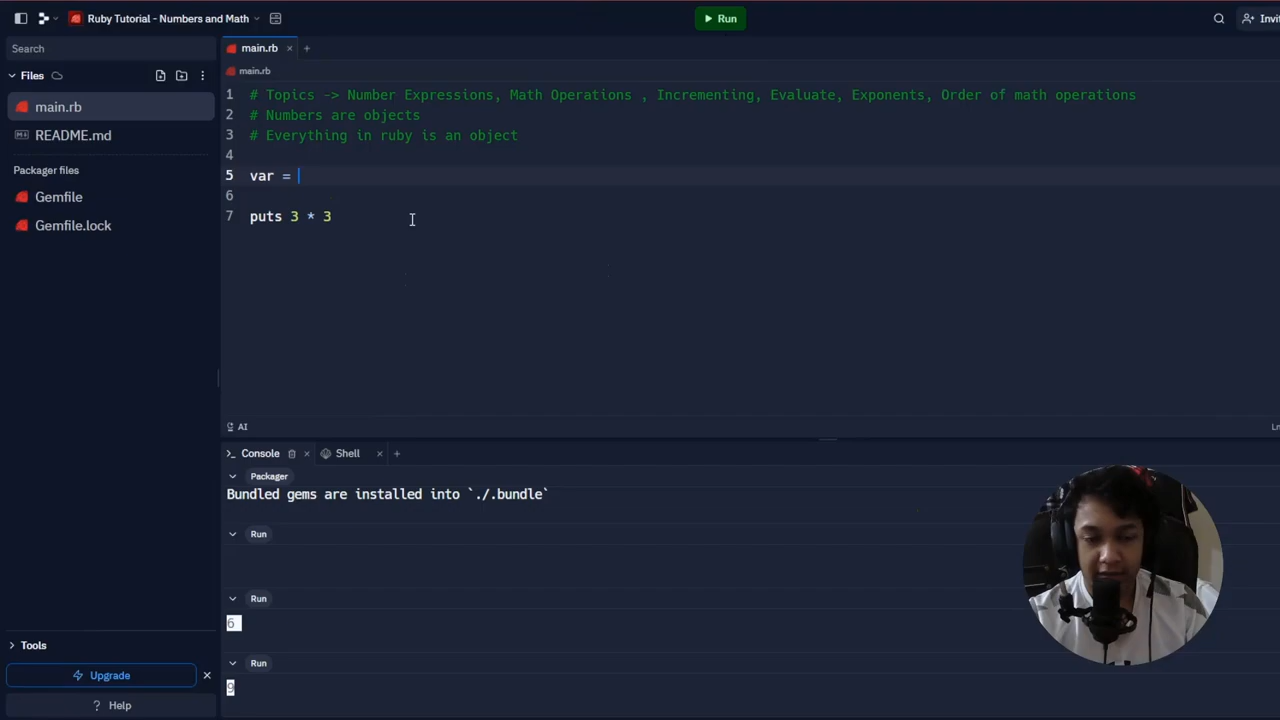 Ruby Tutorial - Numbers and Math
Run
Invi
Search
main.rb
Files
main.rb
main.rb
README.md
Packager files
Gemfile
Gemfile.lock
1 # Topics -> Number Expressions, Math Operations , Incrementing, Evaluate, Exponents, Order of math operations
2 # Numbers are objects
3 # Everything in ruby is an object
4
5 var =
6
7 puts 3 * 3
AI
Ln
Console
Shell
Packager
Bundled gems are installed into `./.bundle`
Run
Run
6
Run
9
Tools
Upgrade
Help